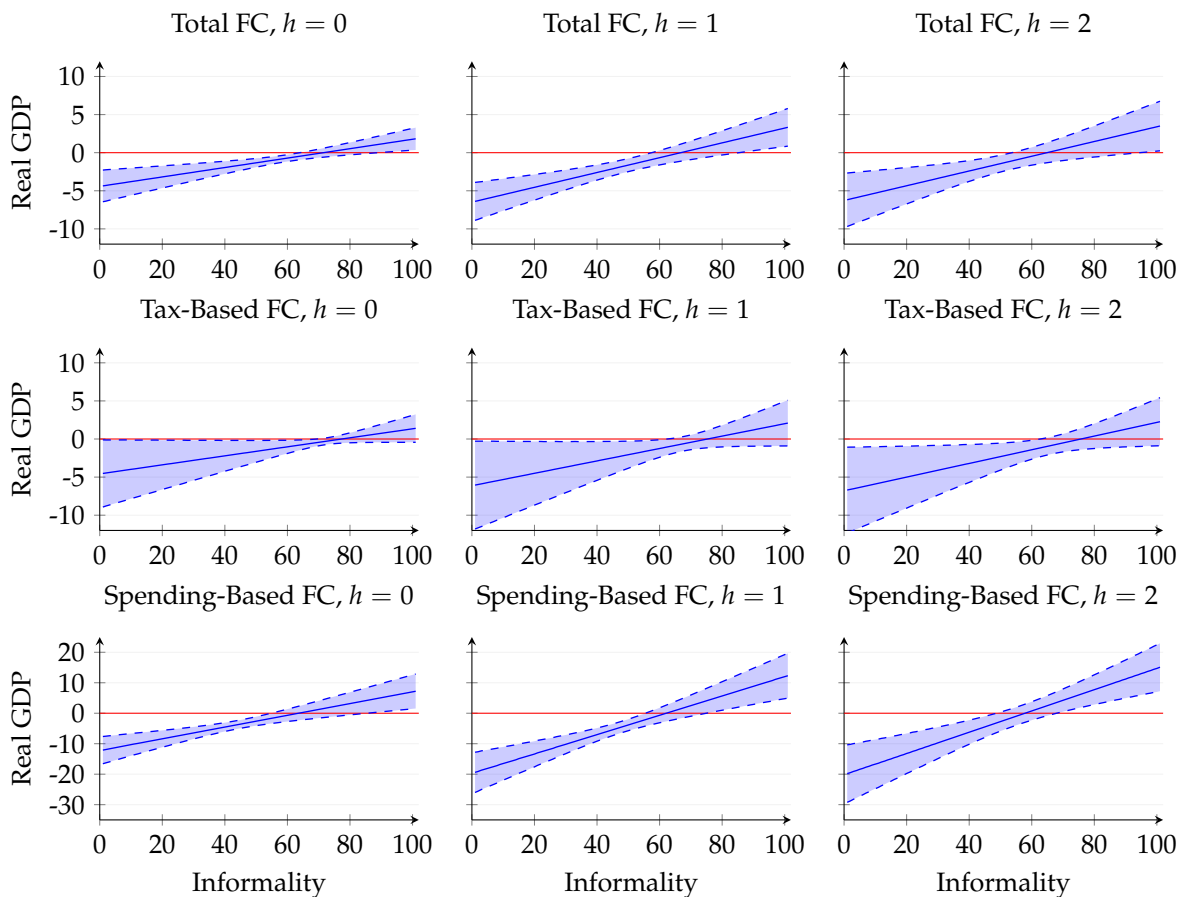 Total FC, h = 0 Total FC, h = 1 Total FC, h = 2
10
5
0
-5
-10
Real GDP
0 20 40 60 80 100 0 20 40 60 80 100 0 20 40 60 80 100
Tax-Based FC, h = 0 Tax-Based FC, h = 1 Tax-Based FC, h = 2
10
5
0
-5
-10
Real GDP
0 20 40 60 80 100 0 20 40 60 80 100 0 20 40 60 80 100
Spending-Based FC, h = 0 Spending-Based FC, h = 1 Spending-Based FC, h = 2
20
10
0
-10
-20
-30
Real GDP
0 20 40 60 80 100 0 20 40 60 80 100 0 20 40 60 80 100
Informality Informality Informality